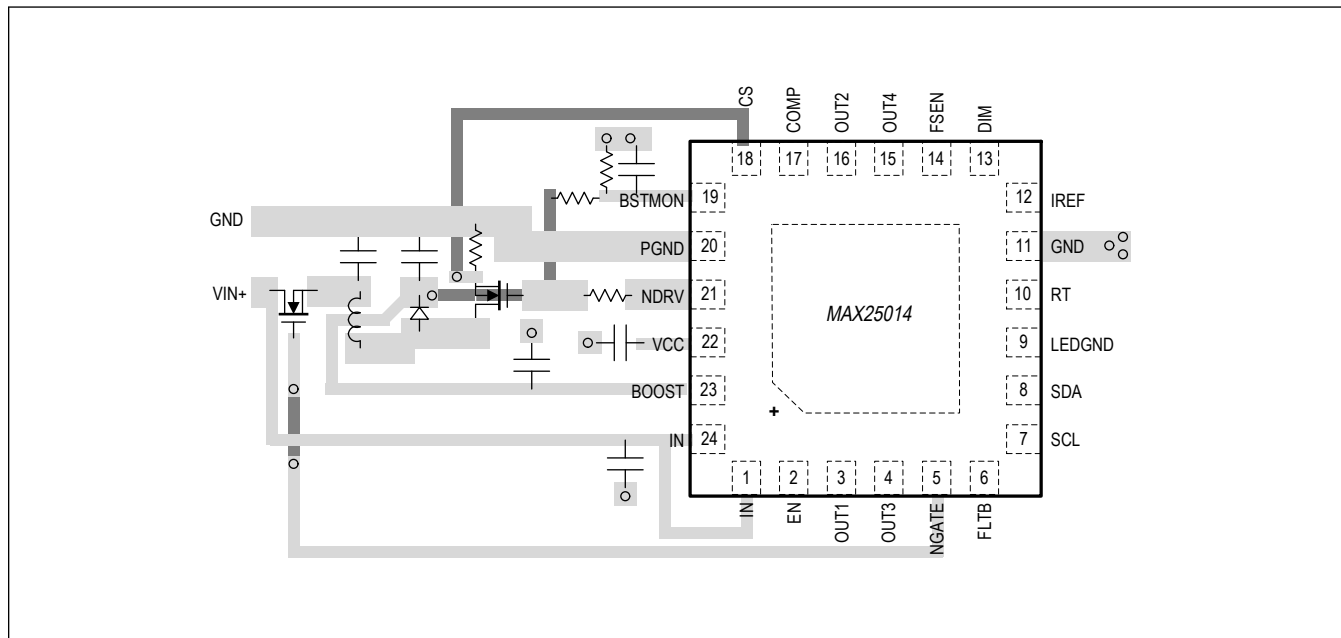 CS
COMP
OUT2
OUT4
FSEN
DIM
18
17
16
15
14
13
BSTMON
19
12
IREF
GND
PGND
20
11
GND
VIN+
NDRV
21
MAX25014
10
RT
VCC
22
9
LEDGND
BOOST
23
8
SDA
+
IN
24
7
SCL
1
2
3
4
5
6
IN
EN
OUT1
OUT3
NGATE
FLTB